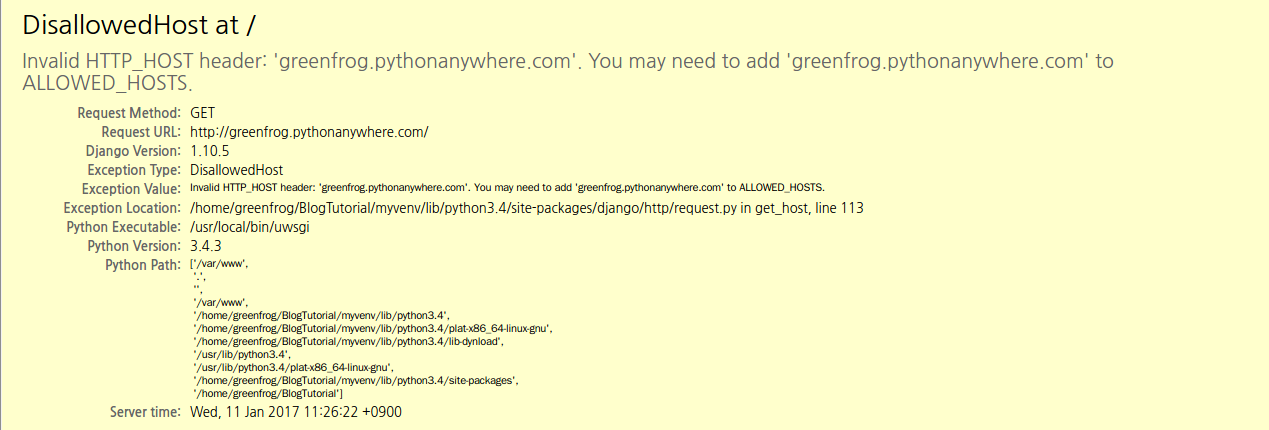 DisallowedHost at /
Invalid HTTP_HOST header: 'greenfrog.pythonanywhere.com'. You may need to add 'greenfrog.pythonanywhere.com' to
ALLOWED_HOSTS.
Request Method: GET
Request URL: http://greenfrog.pythonanywhere.com/
Django Version: 1.10.5
Exception Type: DisallowedHost
Exception Value: Invalid HTTP_HOST header: 'greenfrog.pythonanywhere.com'. You may need to add 'greenfrog.pythonanywhere.com' to ALLOWED_HOSTS.
Exception Location: /home/greenfrog/BlogTutorial/myvenv/lib/python3.4/site-packages/django/http/request.py in get_host, line 113
Python Executable: /usr/local/bin/uwsgi
Python Version: 3.4.3
Python Path: ['/var/www',
'.',
'',
'/var/www',
'/home/greenfrog/BlogTutorial/myvenv/lib/python3.4',
'/home/greenfrog/BlogTutorial/myvenv/lib/python3.4/plat-x86_64-linux-gnu',
'/home/greenfrog/BlogTutorial/myvenv/lib/python3.4/lib-dynload',
'/usr/lib/python3.4',
'/usr/lib/python3.4/plat-x86_64-linux-gnu',
'/home/greenfrog/BlogTutorial/myvenv/lib/python3.4/site-packages',
'/home/greenfrog/BlogTutorial']
Server time: Wed, 11 Jan 2017 11:26:22 +0900